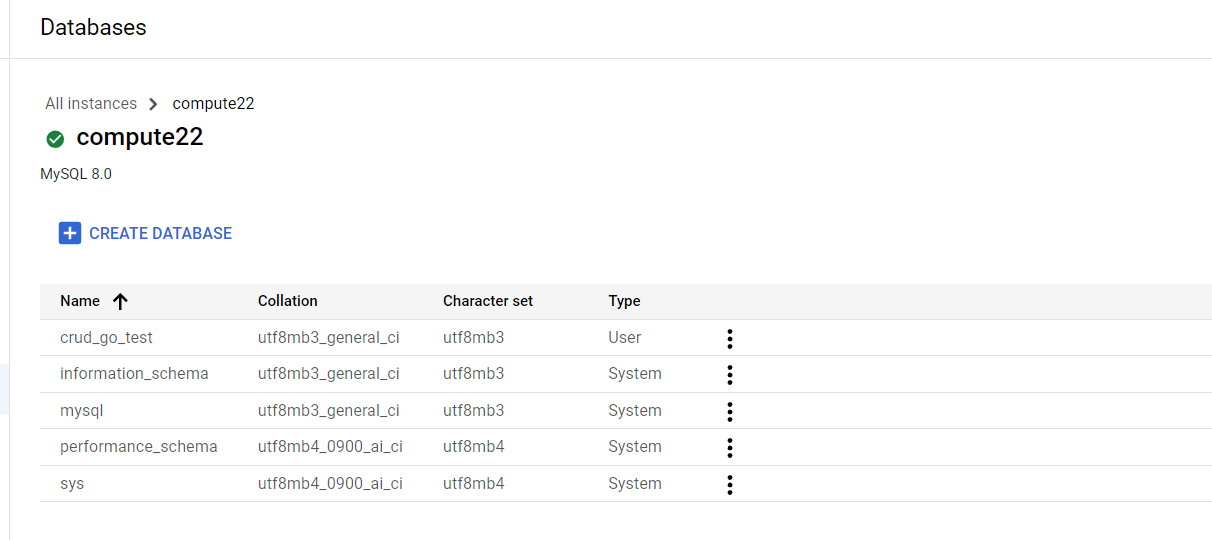 Databases
All instances compute22
compute22
MySQL 8.0
CREATE DATABASE
Name Collation Character set Type
crud_go_test utf8mb3_general_ci utf8mb3 User
information_schema utf8mb3_general_ci utf8mb3 System
mysql utf8mb3_general_ci utf8mb3 System
performance_schema utf8mb4_0900_ai_ci utf8mb4 System
sys utf8mb4_0900_ai_ci utf8mb4 System